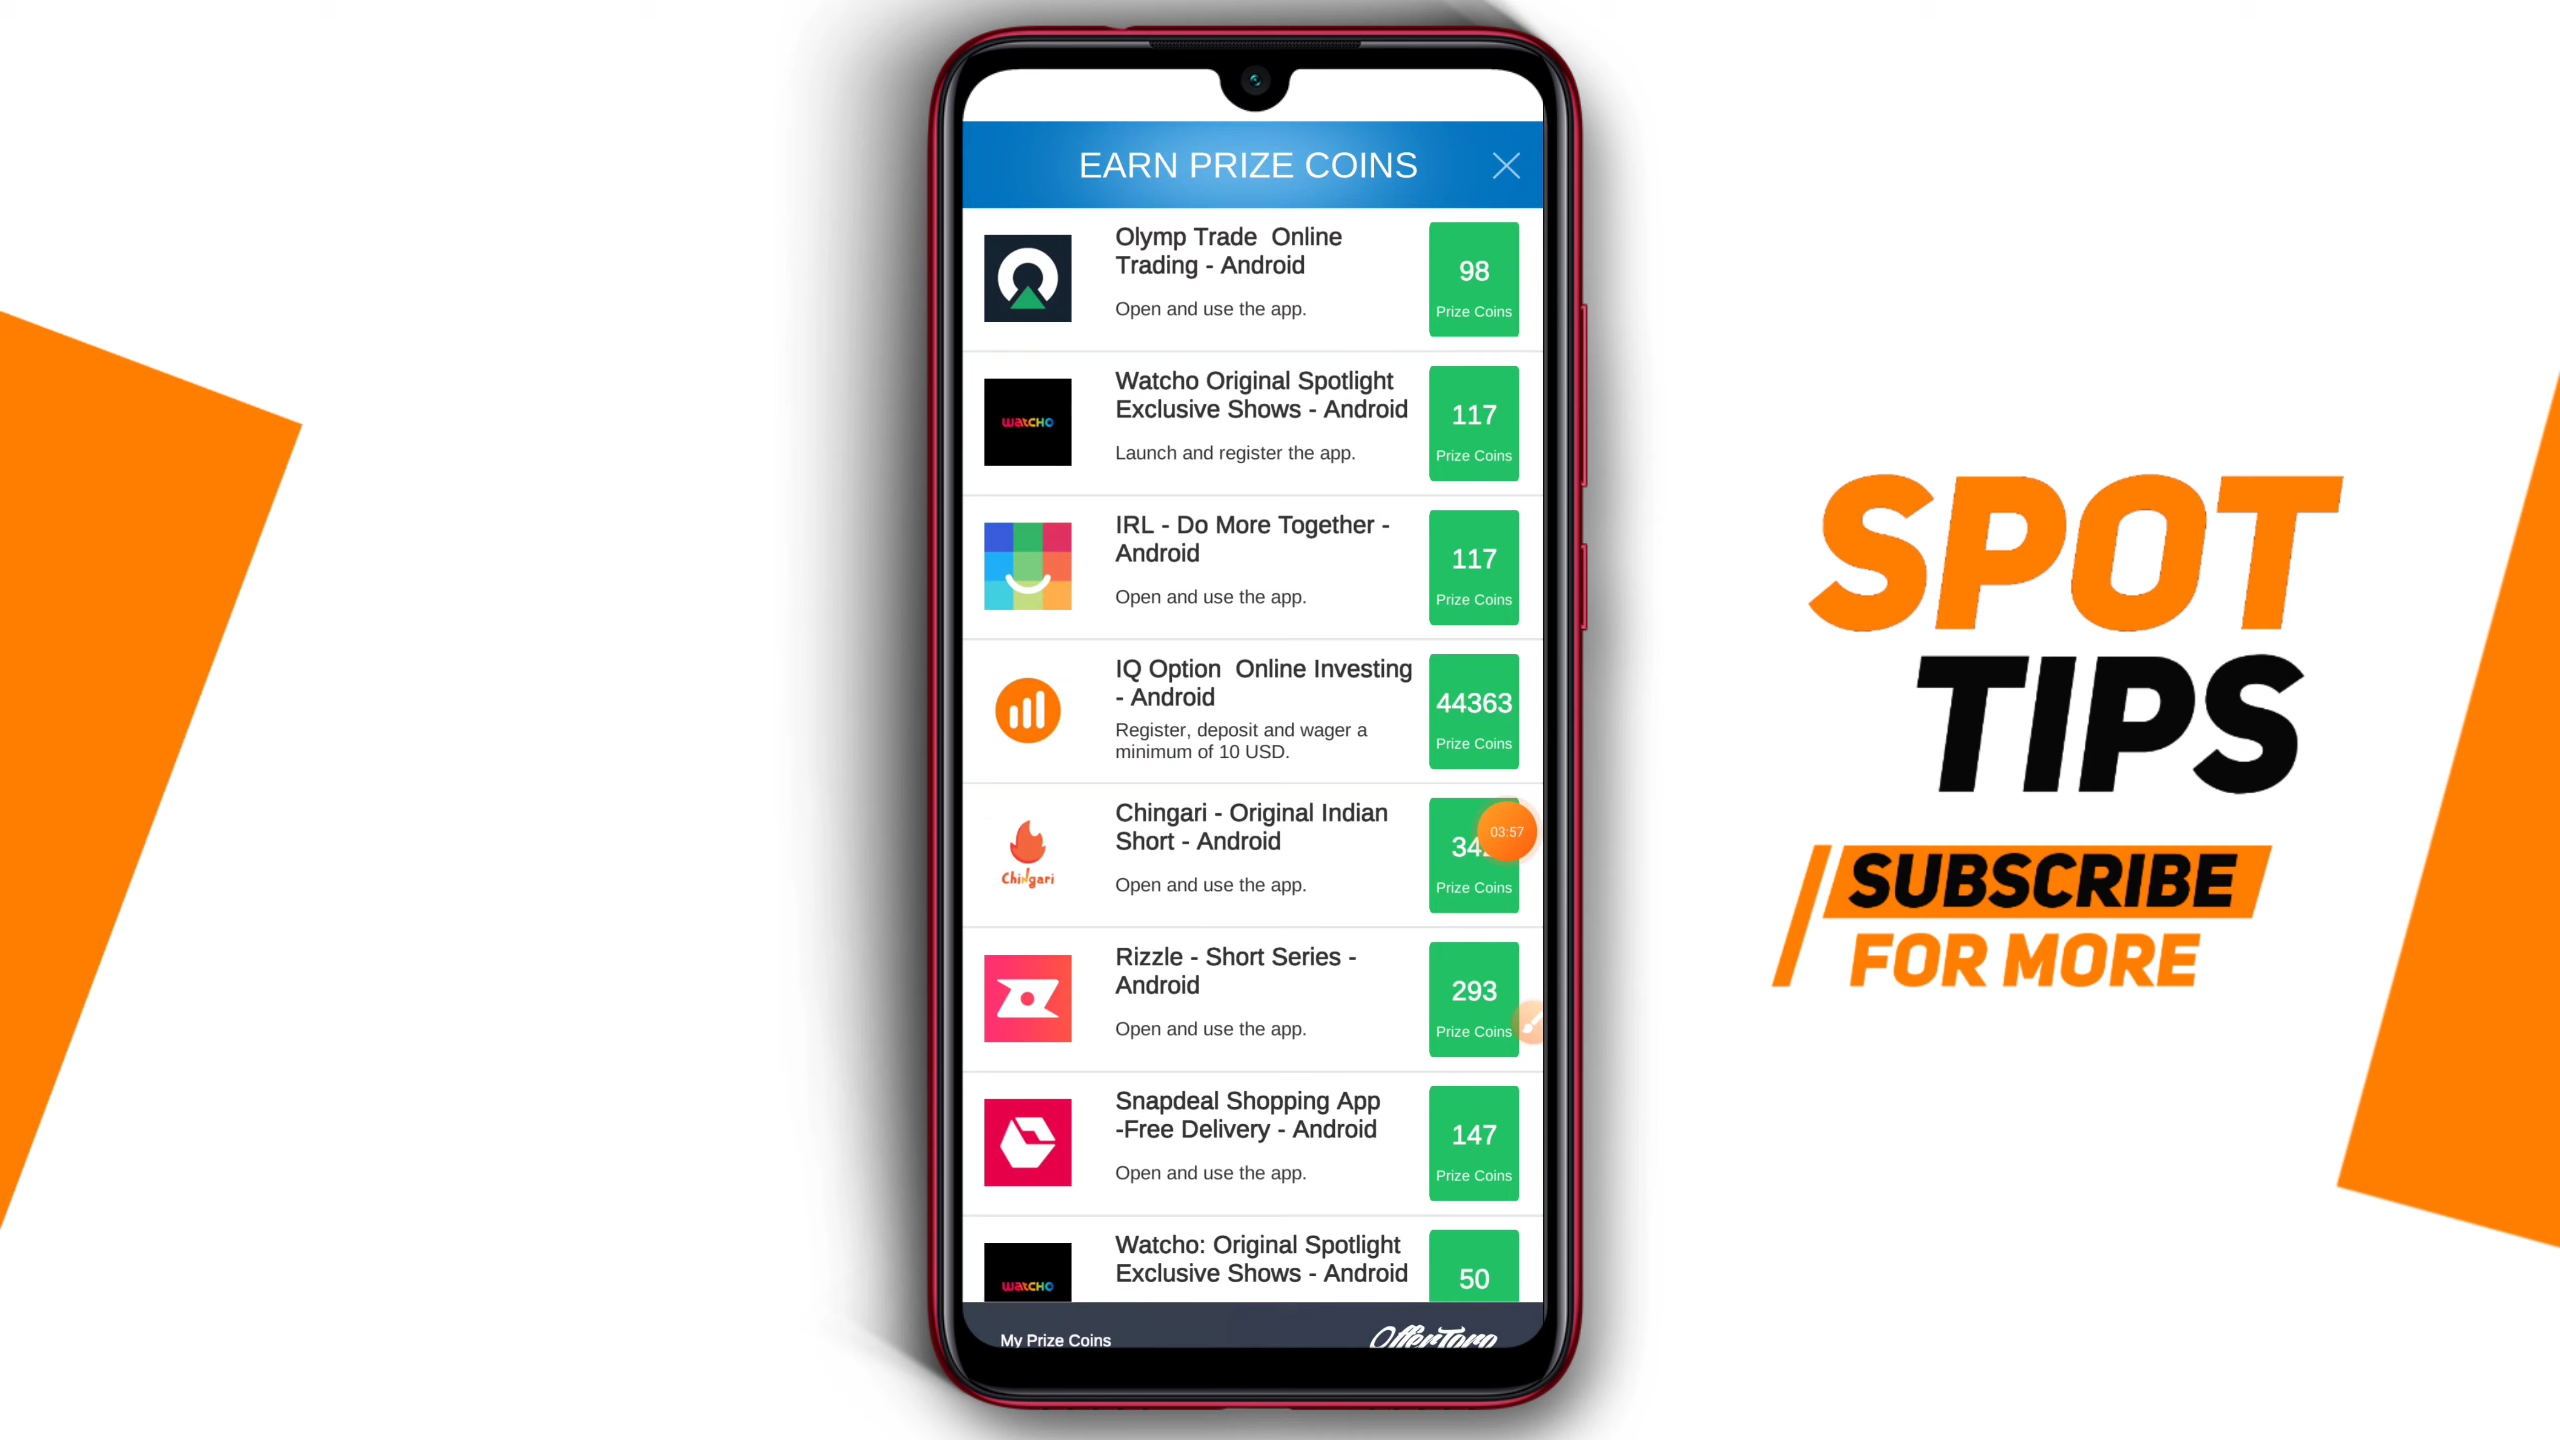 EARN PRIZE COINS
Olymp Trade  Online
Trading - Android
Open and use the app.
98
Prize Coins
WATCHO
Watcho Original Spotlight
Exclusive Shows - Android
Launch and register the app.
117
Prize Coins
IRL - Do More Together -
Android
Open and use the app.
117
Prize Coins
IQ Option  Online Investing
- Android
Register, deposit and wager a
minimum of 10 USD.
44363
Prize Coins
Chingari
Chingari - Original Indian
Short - Android
Open and use the app.
03:57
Prize Coins
Rizzle - Short Series -
Android
Open and use the app.
293
Prize Coins
Snapdeal Shopping App
-Free Delivery - Android
Open and use the app.
147
Prize Coins
WATCHO
Watcho: Original Spotlight
Exclusive Shows - Android
50
My Prize Coins
OfferToro
SPOT
TIPS
SUBSCRIBE
FOR MORE